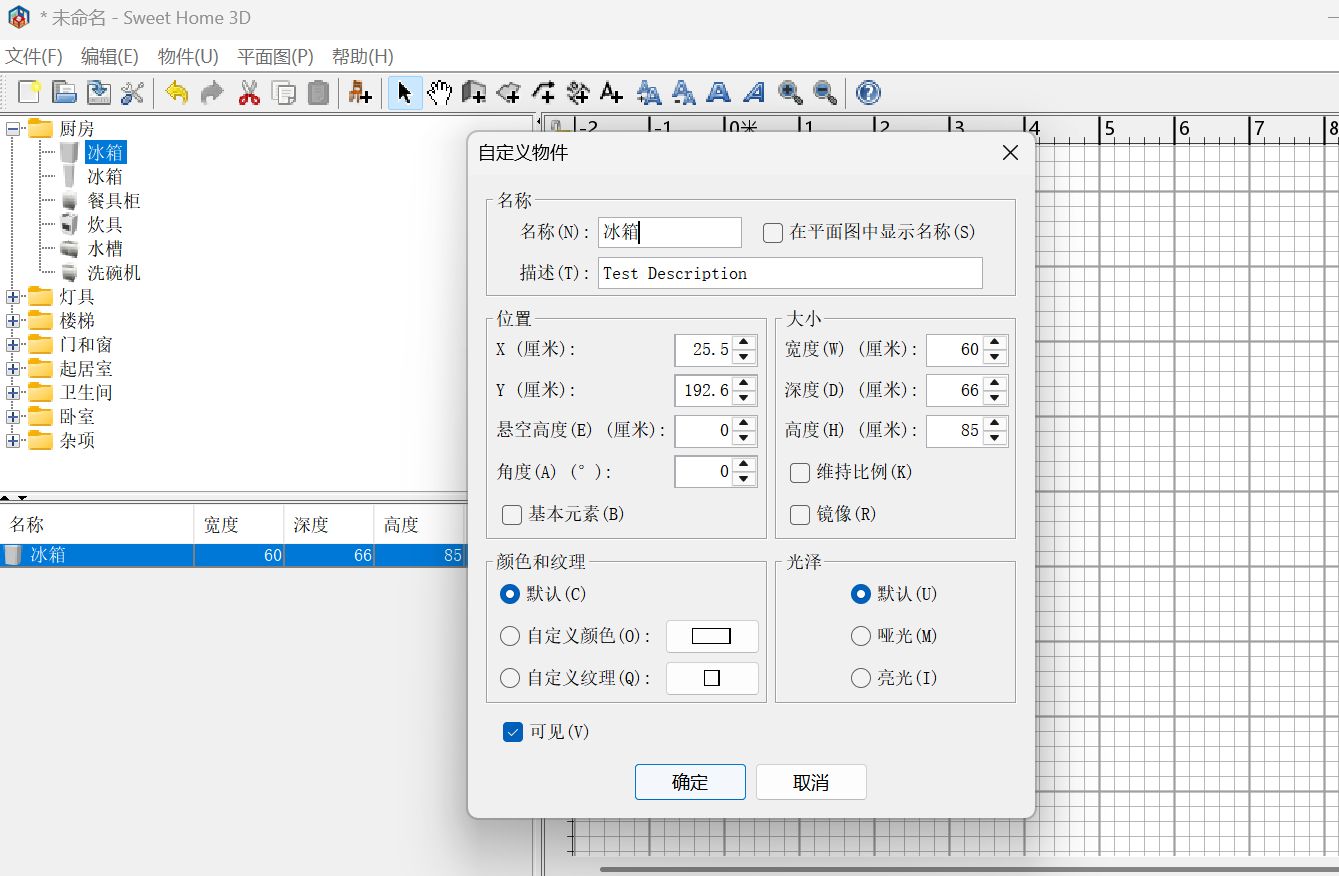 * 未命名 - Sweet Home 3D
文件(F) 编辑(E) 物件(U) 平面图(P) 帮助(H)
厨房
冰箱
冰箱
餐具柜
炊具
水槽
洗碗机
灯具
楼梯
门和窗
起居室
卫生间
卧室
杂项
名称 宽度 深度 高度
冰箱 60 66 85
-2 -1 0米 1 2 3 4 5 6 7 8
自定义物件
名称
名称(N): 冰箱 在平面图中显示名称(S)
描述(T): Test Description
位置
X (厘米): 25.5
Y (厘米): 192.6
悬空高度(E) (厘米): 0
角度(A) (°): 0
基本元素(B)
大小
宽度(W) (厘米): 60
深度(D) (厘米): 66
高度(H) (厘米): 85
维持比例(K)
镜像(R)
颜色和纹理
默认(C)
自定义颜色(O):
自定义纹理(Q):
光泽
默认(U)
哑光(M)
亮光(I)
可见(V)
确定 取消